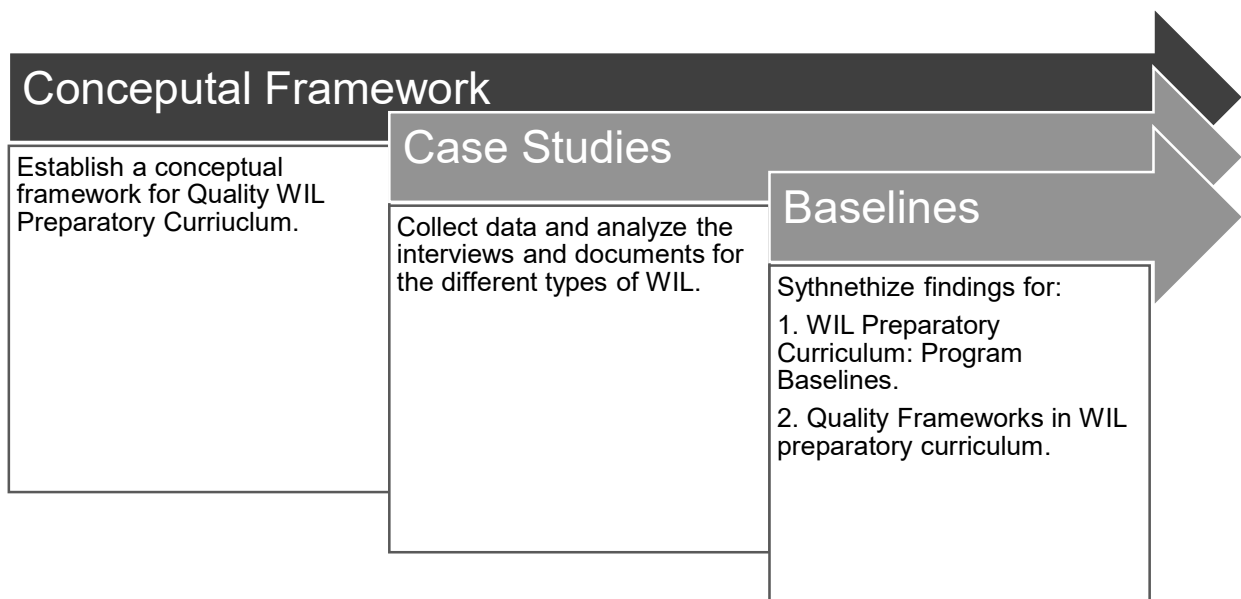 Conceputal Framework
Establish a conceptual
framework for Quality WIL
Preparatory Curriuclum.
Case Studies
Collect data and analyze the
interviews and documents for
the different types of WIL.
Baselines
Sythnethize findings for:
1. WIL Preparatory
Curriculum: Program
Baselines.
2. Quality Frameworks in WIL
preparatory curriculum.